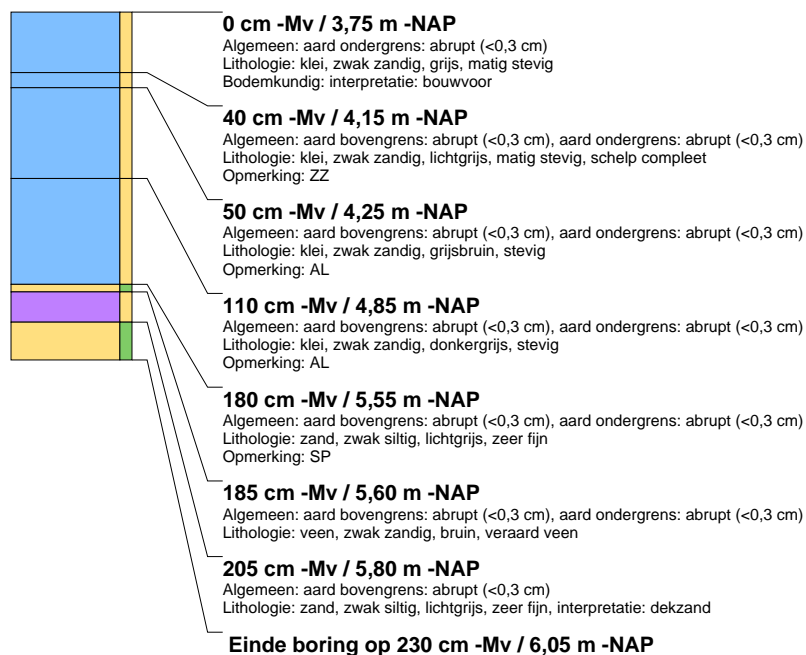 0 cm -Mv / 3,75 m -NAP
Algemeen: aard ondergrens: abrupt (<0,3 cm)
Lithologie: klei, zwak zandig, grijs, matig stevig
Bodemkundig: interpretatie: bouwvoor
40 cm -Mv / 4,15 m -NAP
Algemeen: aard bovengrens: abrupt (<0,3 cm), aard ondergrens: abrupt (<0,3 cm)
Lithologie: klei, zwak zandig, lichtgrijs, matig stevig, schelp compleet
Opmerking: ZZ
50 cm -Mv / 4,25 m -NAP
Algemeen: aard bovengrens: abrupt (<0,3 cm), aard ondergrens: abrupt (<0,3 cm)
Lithologie: klei, zwak zandig, grijsbruin, stevig
Opmerking: AL
110 cm -Mv / 4,85 m -NAP
Algemeen: aard bovengrens: abrupt (<0,3 cm), aard ondergrens: abrupt (<0,3 cm)
Lithologie: klei, zwak zandig, donkergrijs, stevig
Opmerking: AL
180 cm -Mv / 5,55 m -NAP
Algemeen: aard bovengrens: abrupt (<0,3 cm), aard ondergrens: abrupt (<0,3 cm)
Lithologie: zand, zwak siltig, lichtgrijs, zeer fijn
Opmerking: SP
185 cm -Mv / 5,60 m -NAP
Algemeen: aard bovengrens: abrupt (<0,3 cm), aard ondergrens: abrupt (<0,3 cm)
Lithologie: veen, zwak zandig, bruin, veraard veen
205 cm -Mv / 5,80 m -NAP
Algemeen: aard bovengrens: abrupt (<0,3 cm)
Lithologie: zand, zwak siltig, lichtgrijs, zeer fijn, interpretatie: dekzand
Einde boring op 230 cm -Mv / 6,05 m -NAP